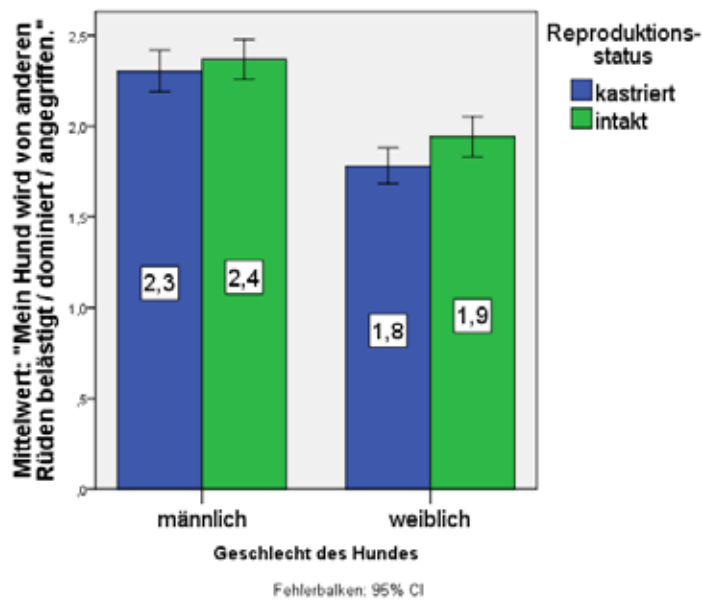 Mittelwert: "Mein Hund wird von anderen
Rüden belästigt / dominiert / angegriffen."
2,5
2,0
1,5
1,0
,5
,0
2,3
2,4
1,8
1,9
männlich
weiblich
Geschlecht des Hundes
Fehlerbalken: 95% CI
Reproduktions-
status
kastriert
intakt